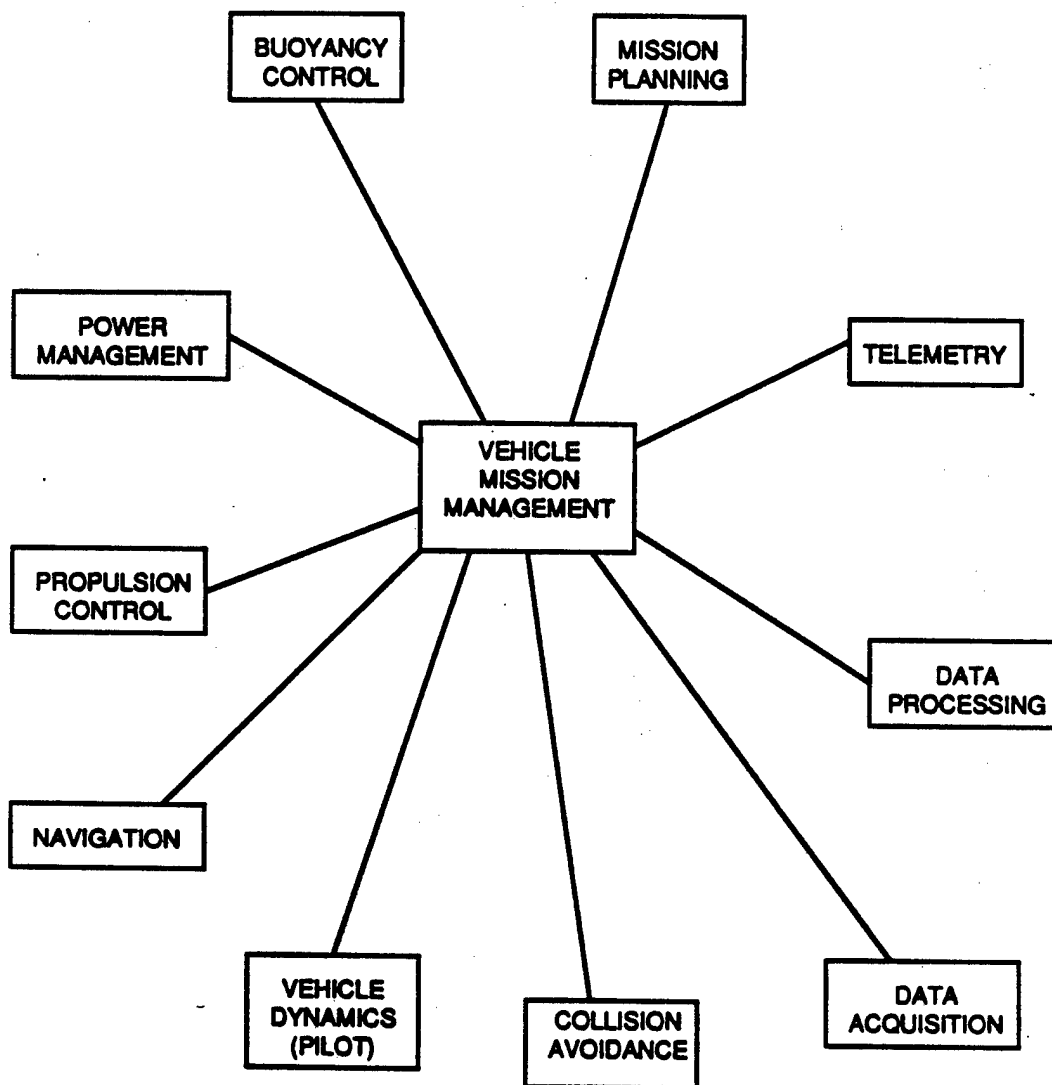 BUOYANCY
CONTROL
MISSION
PLANNING
POWER
MANAGEMENT
TELEMETRY
VEHICLE
MISSION
MANAGEMENT
PROPULSION
CONTROL
DATA
PROCESSING
NAVIGATION
VEHICLE
DYNAMICS
(PILOT)
COLLISION
AVOIDANCE
DATA
ACQUISITION